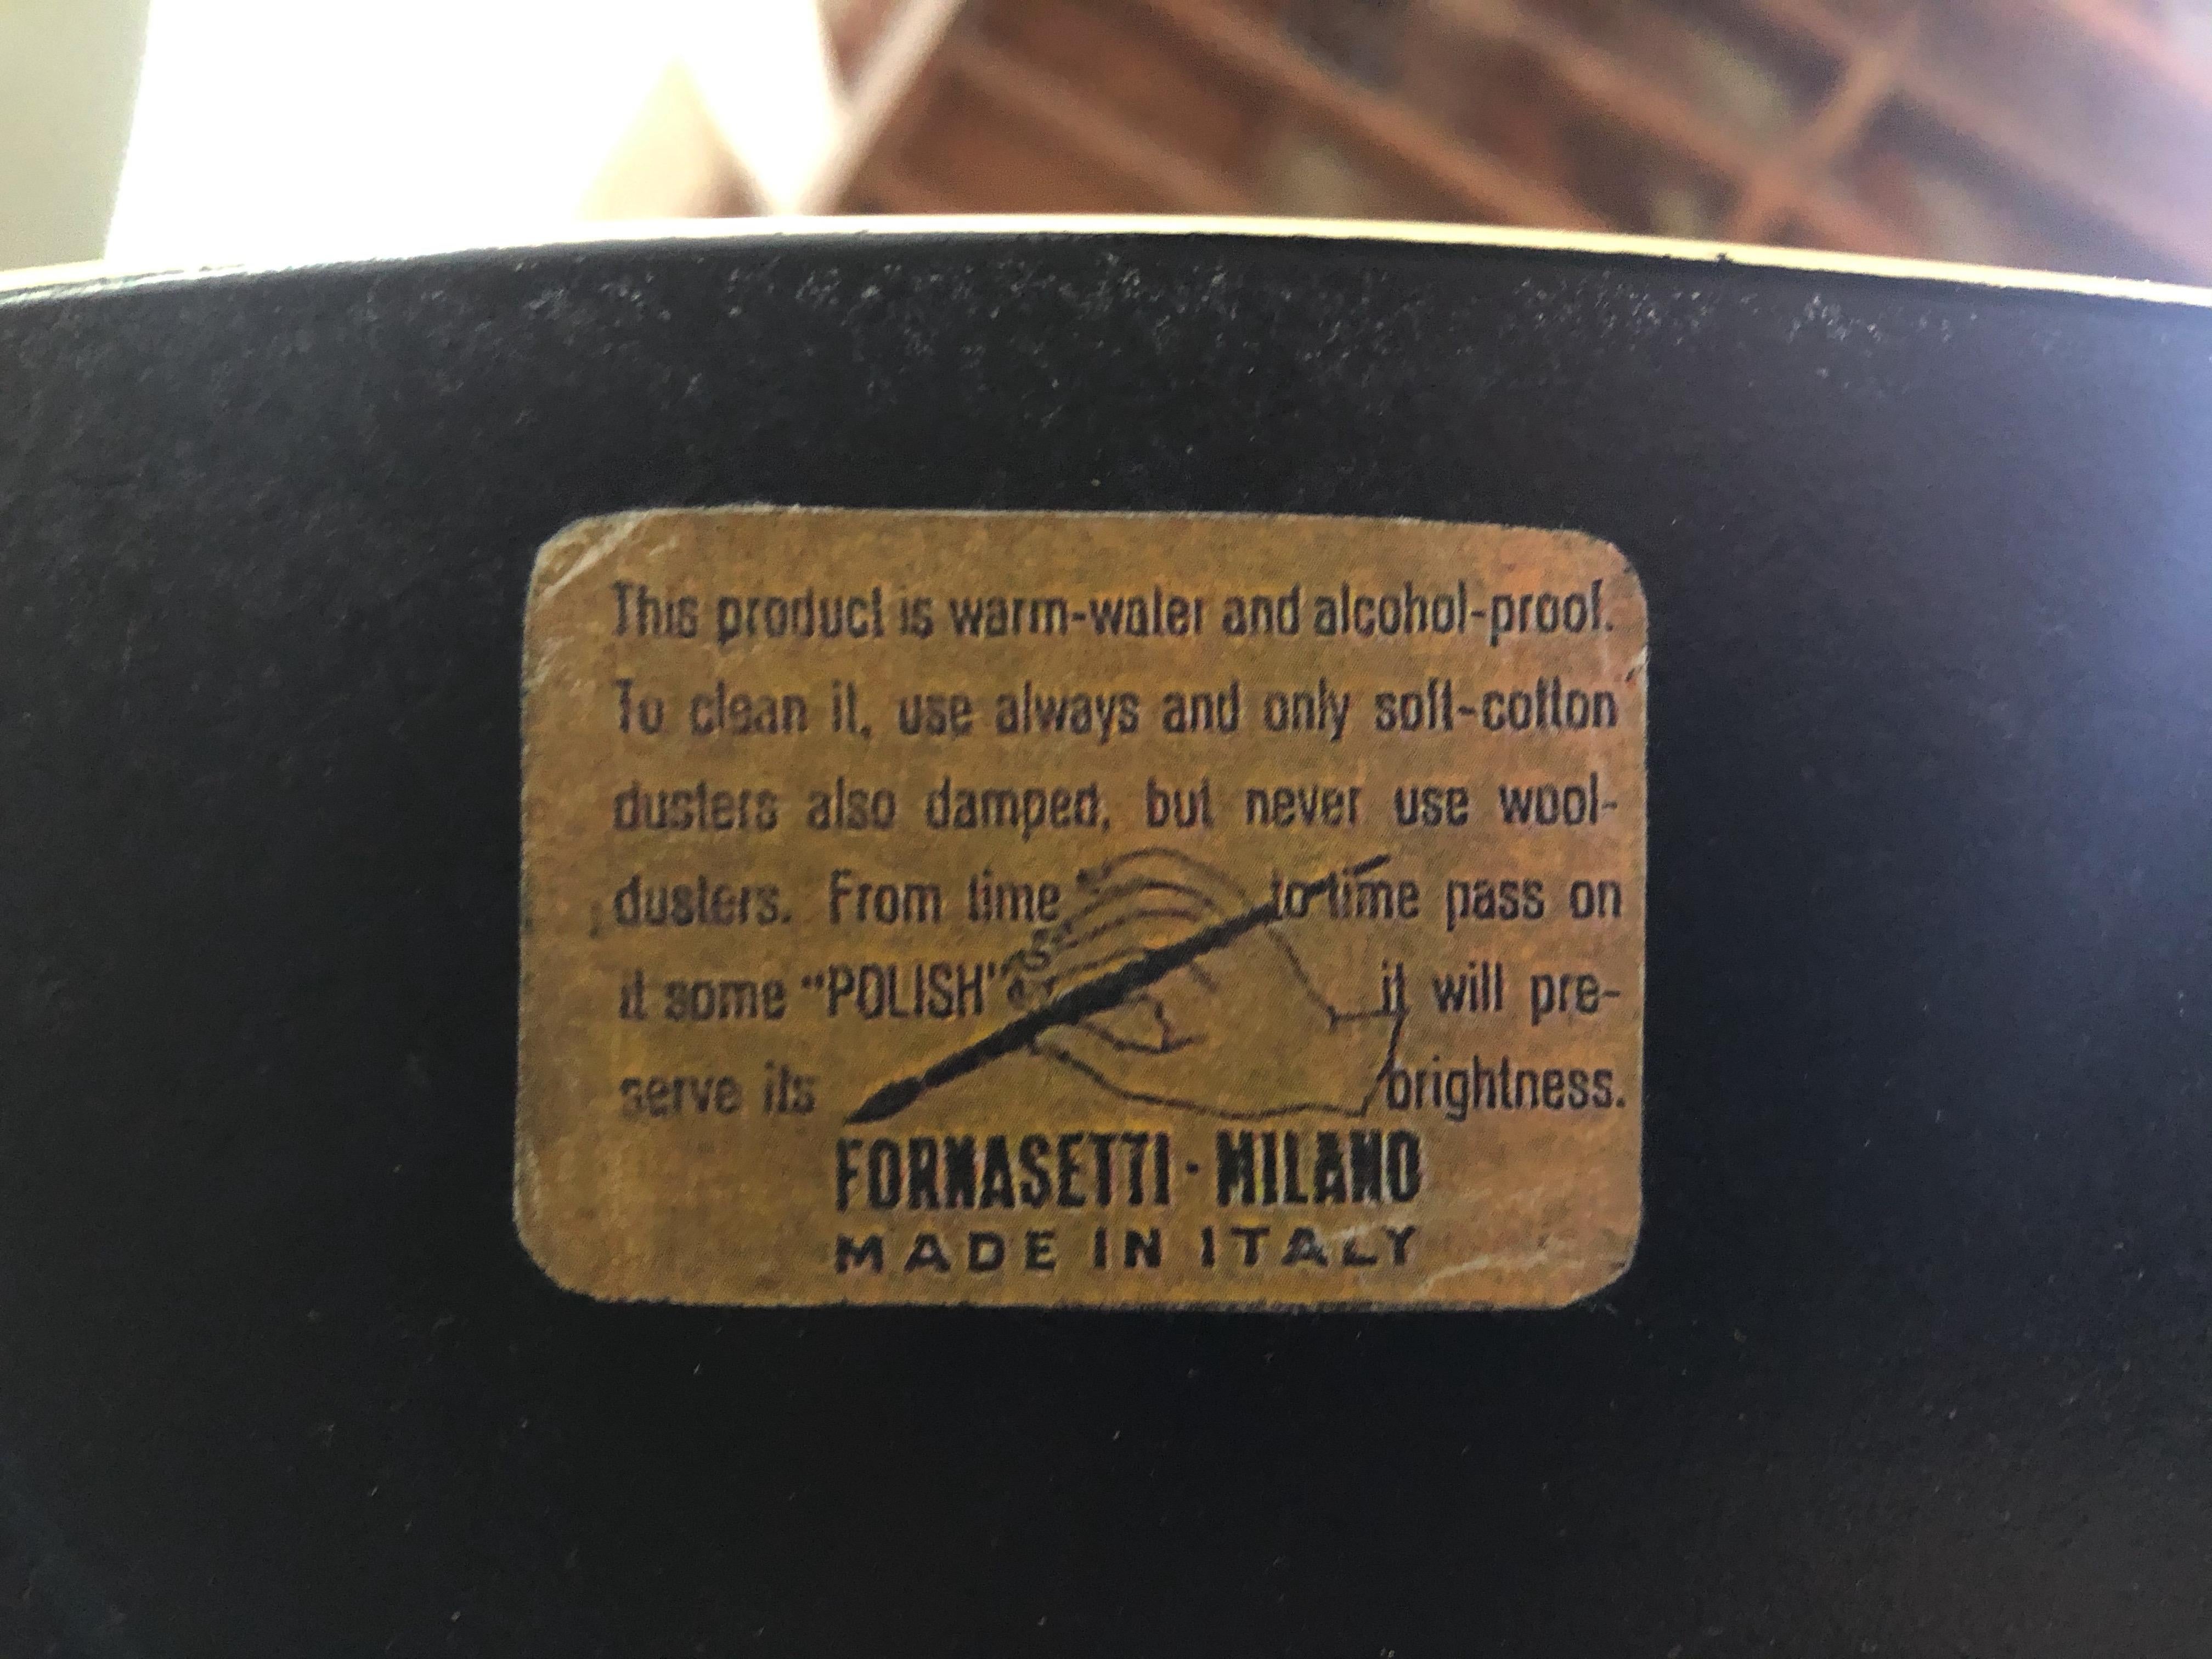 This product is warm-water and alcohol-proof.
To clean it, use always and only soft-cotton
dusters also damped, but never use wool-
dusters. From time to time pass on
it some "POLISH" it will pre-
serve its brightness.
FORNASETTI · MILANO
MADE IN ITALY